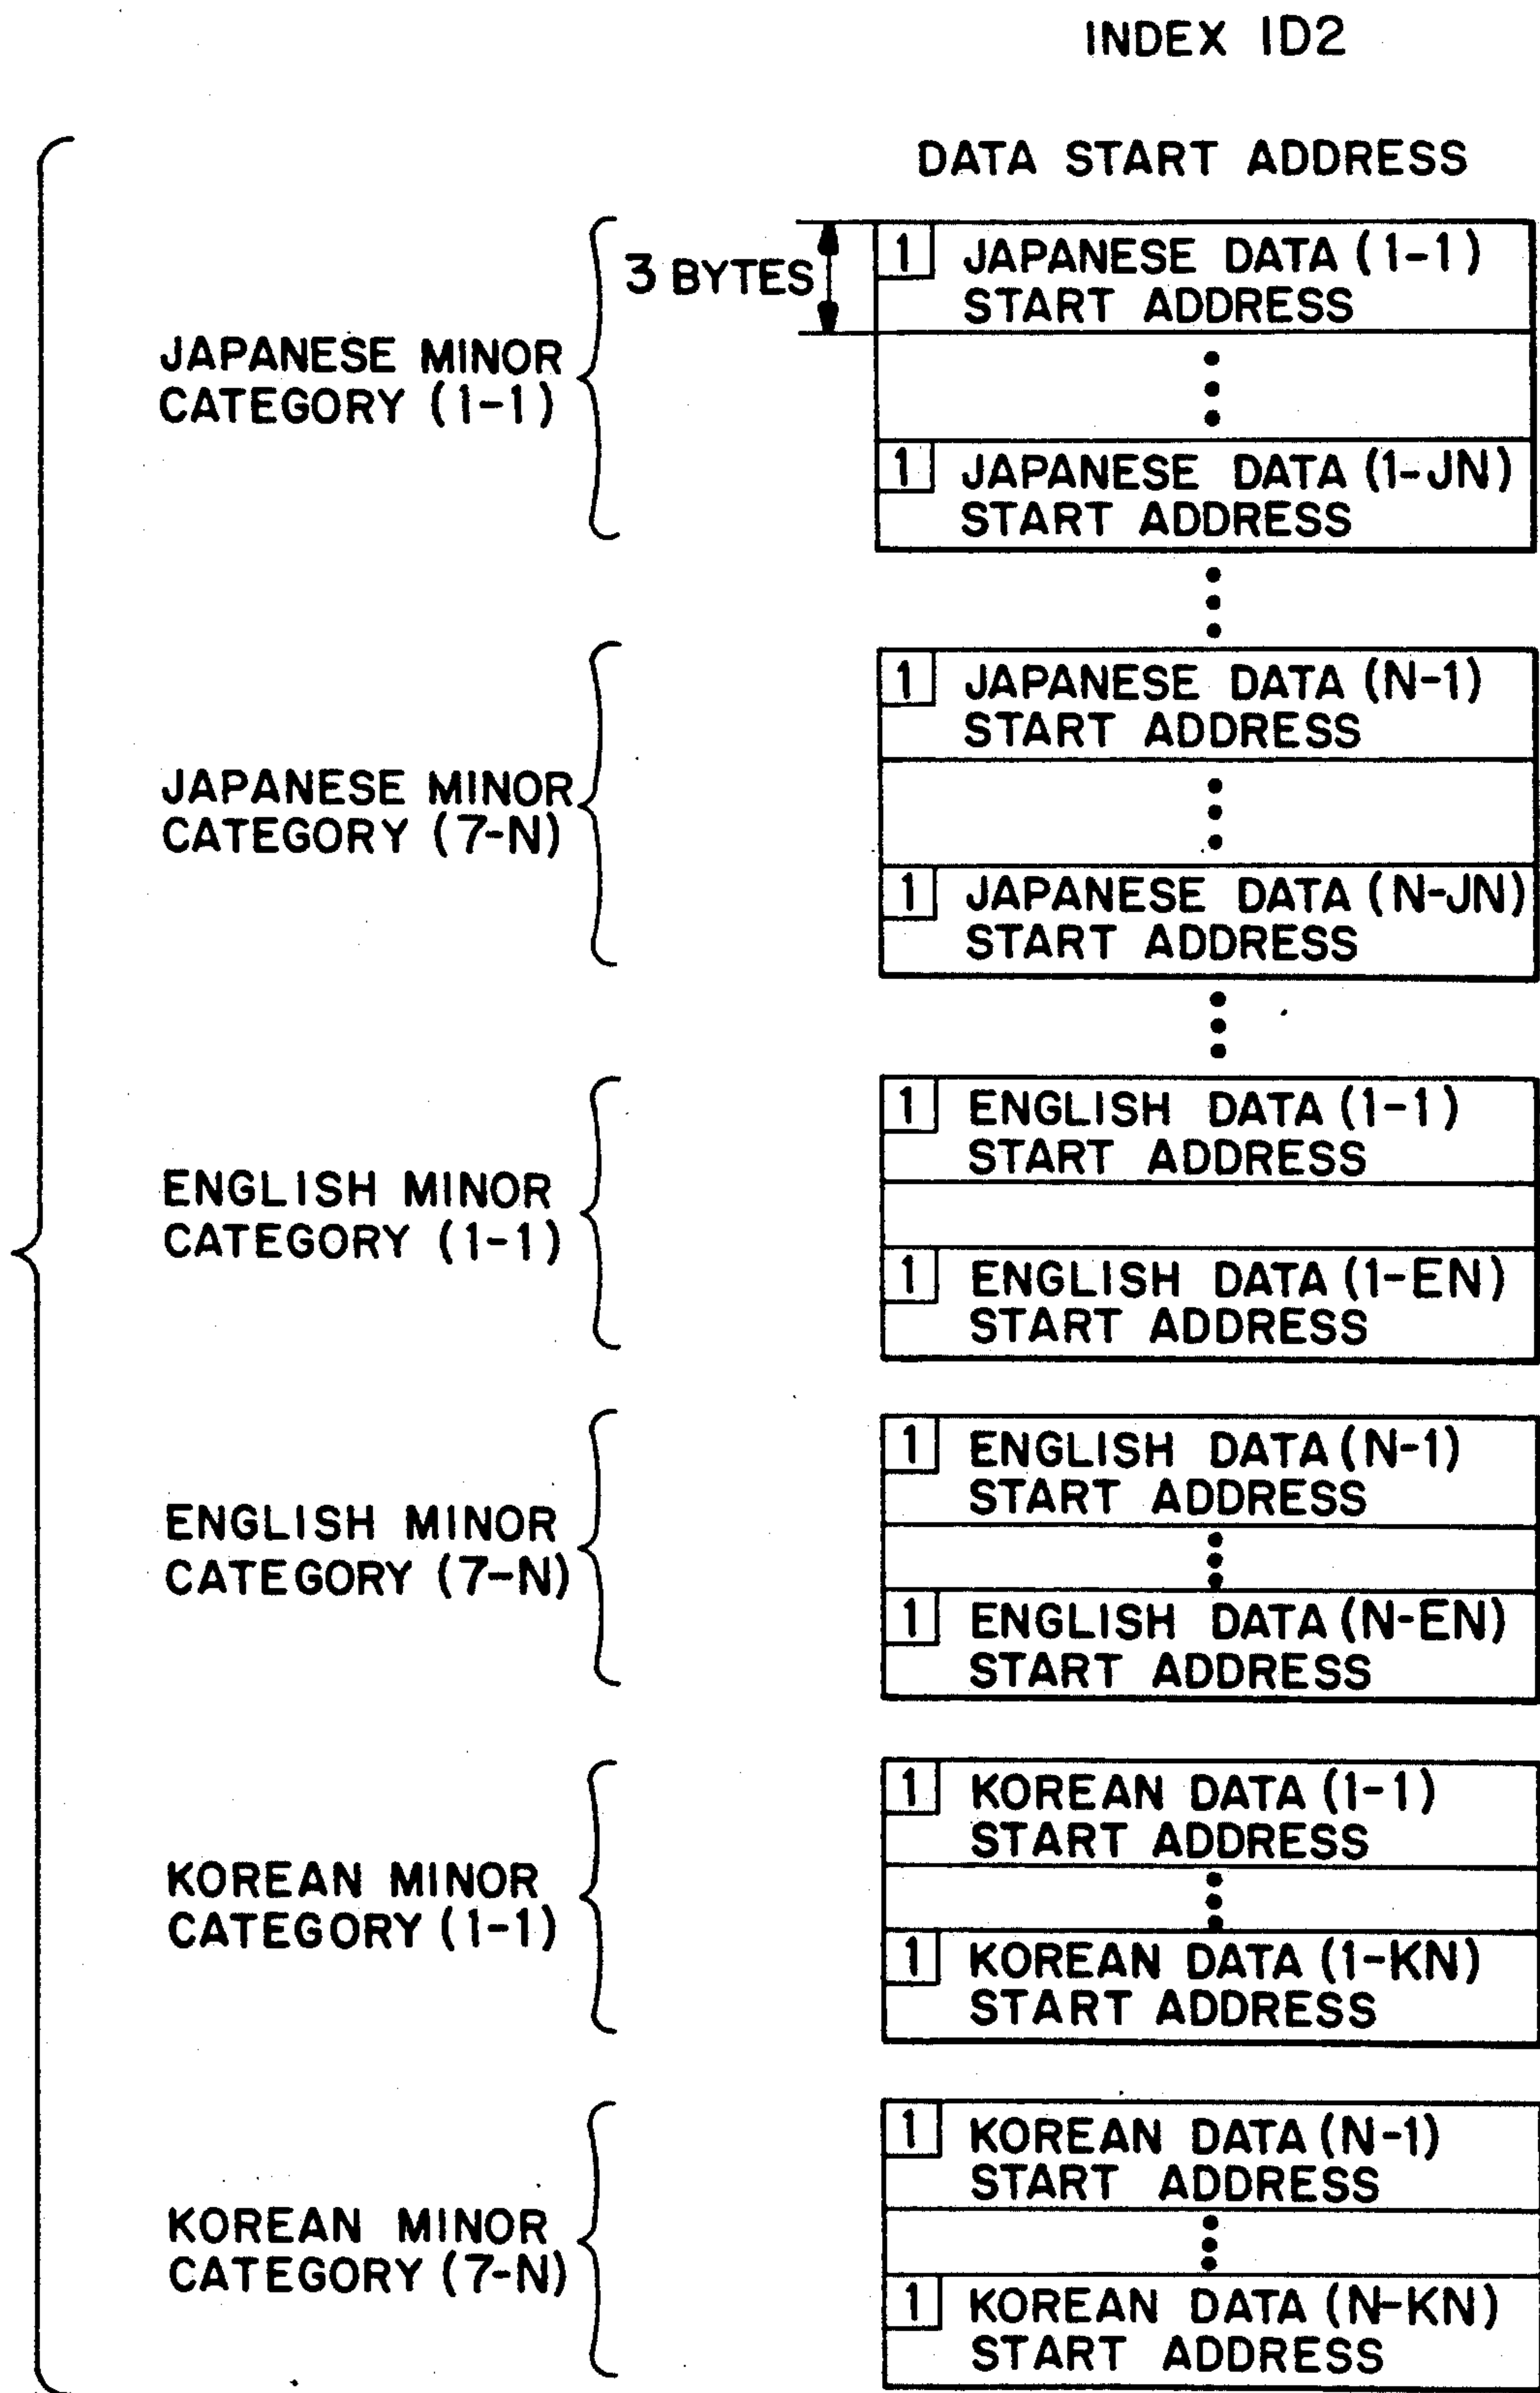 INDEX ID2
DATA START ADDRESS
3 BYTES
1 JAPANESE DATA (1-1)
START ADDRESS
JAPANESE MINOR
CATEGORY (1-1)
1 JAPANESE DATA (1-JN)
START ADDRESS
1 JAPANESE DATA (N-1)
START ADDRESS
JAPANESE MINOR
CATEGORY (7-N)
1 JAPANESE DATA (N-JN)
START ADDRESS
1 ENGLISH DATA (1-1)
START ADDRESS
ENGLISH MINOR
CATEGORY (1-1)
1 ENGLISH DATA (1-EN)
START ADDRESS
1 ENGLISH DATA (N-1)
START ADDRESS
ENGLISH MINOR
CATEGORY (7-N)
1 ENGLISH DATA (N-EN)
START ADDRESS
1 KOREAN DATA (1-1)
START ADDRESS
KOREAN MINOR
CATEGORY (1-1)
1 KOREAN DATA (1-KN)
START ADDRESS
1 KOREAN DATA (N-1)
START ADDRESS
KOREAN MINOR
CATEGORY (7-N)
1 KOREAN DATA (N-KN)
START ADDRESS